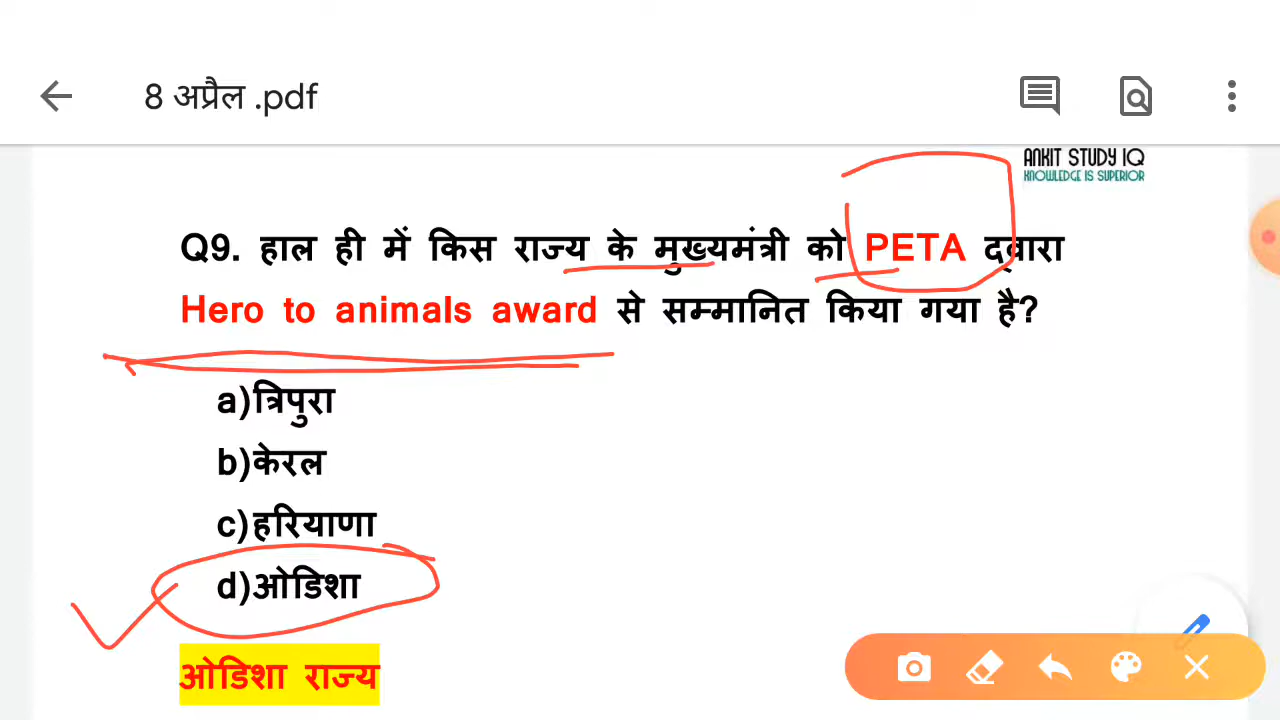 8 अप्रैल .pdf
ANKIT STUDY IQ
KNOWLEDGE IS SUPERIOR
Q9. हाल ही में किस राज्य के मुख्यमंत्री को PETA द्वारा
Hero to animals award से सम्मानित किया गया है?
a)त्रिपुरा
b)केरल
c)हरियाणा
d)ओडिशा
ओडिशा राज्य